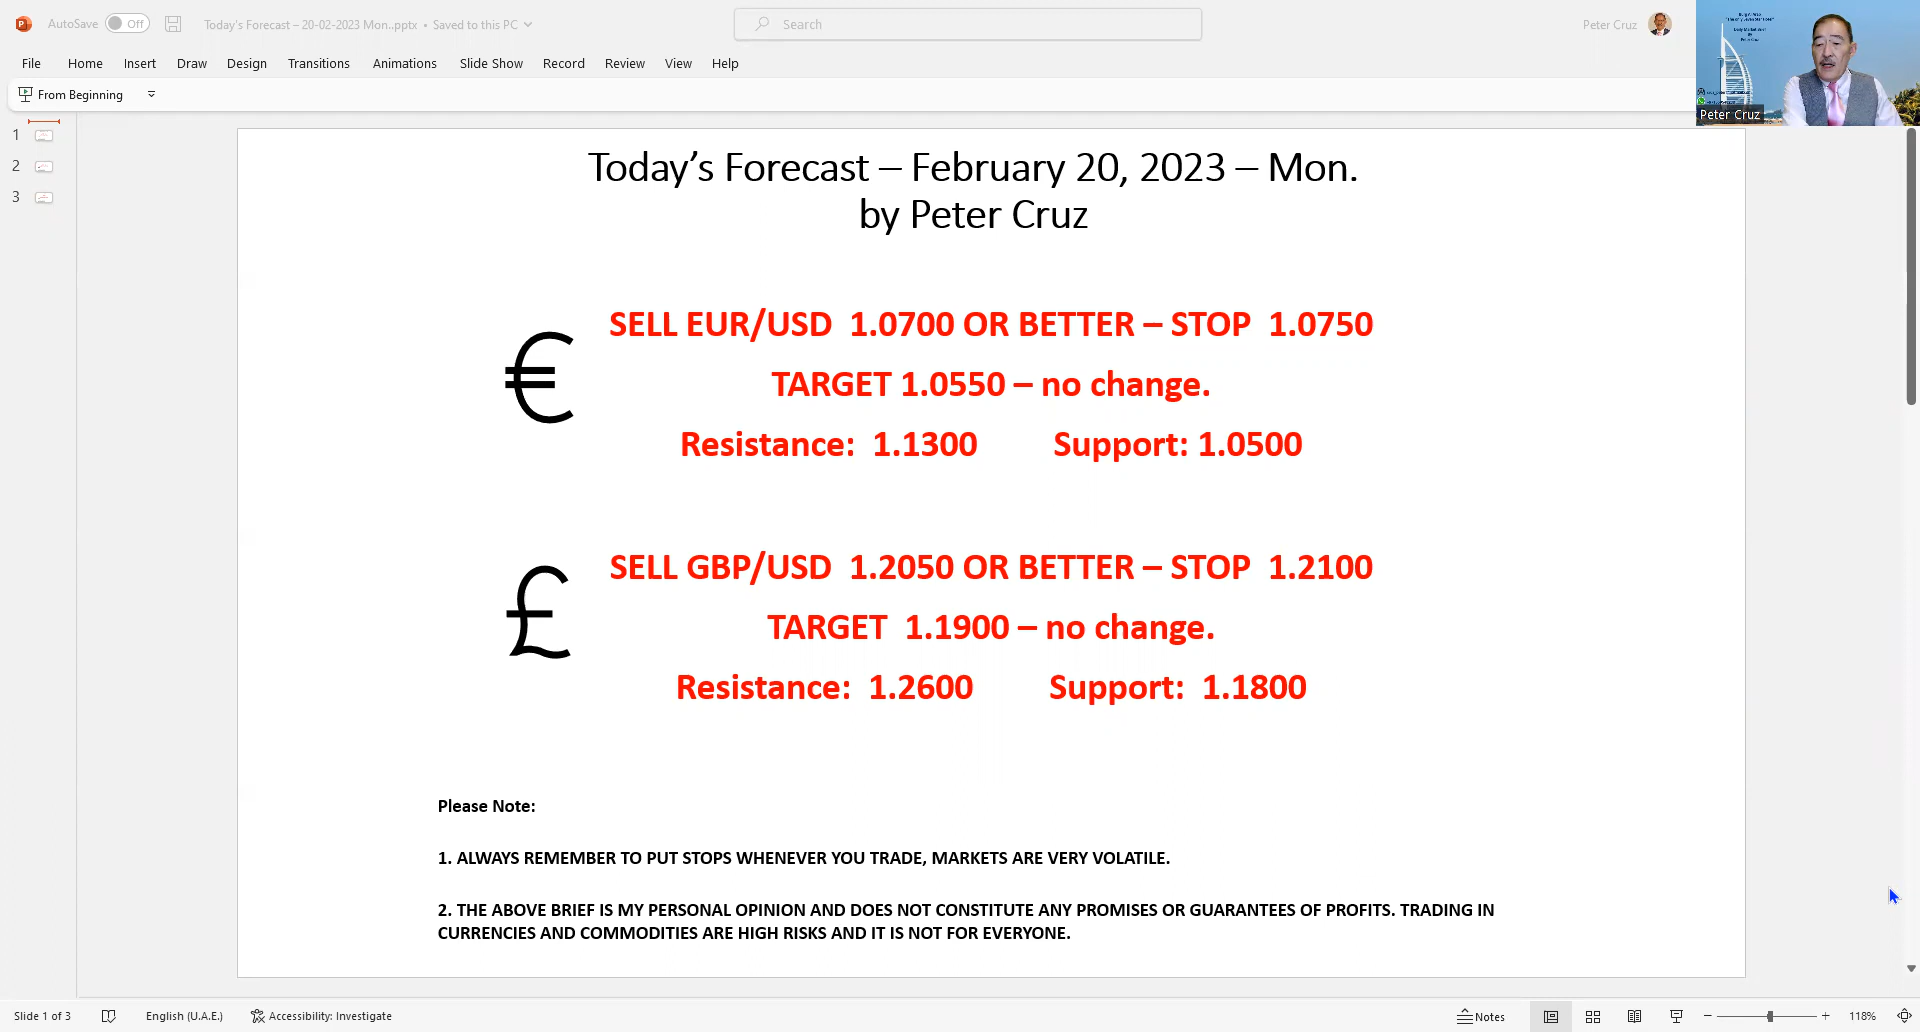 AutoSave Off Today's Forecast – 20-02-2023 Mon..pptx • Saved to this PC Search Peter Cruz
File Home Insert Draw Design Transitions Animations Slide Show Record Review View Help
From Beginning
Peter Cruz
1
2
3
Today's Forecast – February 20, 2023 – Mon.
by Peter Cruz
€
SELL EUR/USD 1.0700 OR BETTER – STOP 1.0750
TARGET 1.0550 – no change.
Resistance: 1.1300 Support: 1.0500
£
SELL GBP/USD 1.2050 OR BETTER – STOP 1.2100
TARGET 1.1900 – no change.
Resistance: 1.2600 Support: 1.1800
Please Note:
1. ALWAYS REMEMBER TO PUT STOPS WHENEVER YOU TRADE, MARKETS ARE VERY VOLATILE.
2. THE ABOVE BRIEF IS MY PERSONAL OPINION AND DOES NOT CONSTITUTE ANY PROMISES OR GUARANTEES OF PROFITS. TRADING IN
CURRENCIES AND COMMODITIES ARE HIGH RISKS AND IT IS NOT FOR EVERYONE.
Slide 1 of 3 English (U.A.E.) Accessibility: Investigate Notes 118%